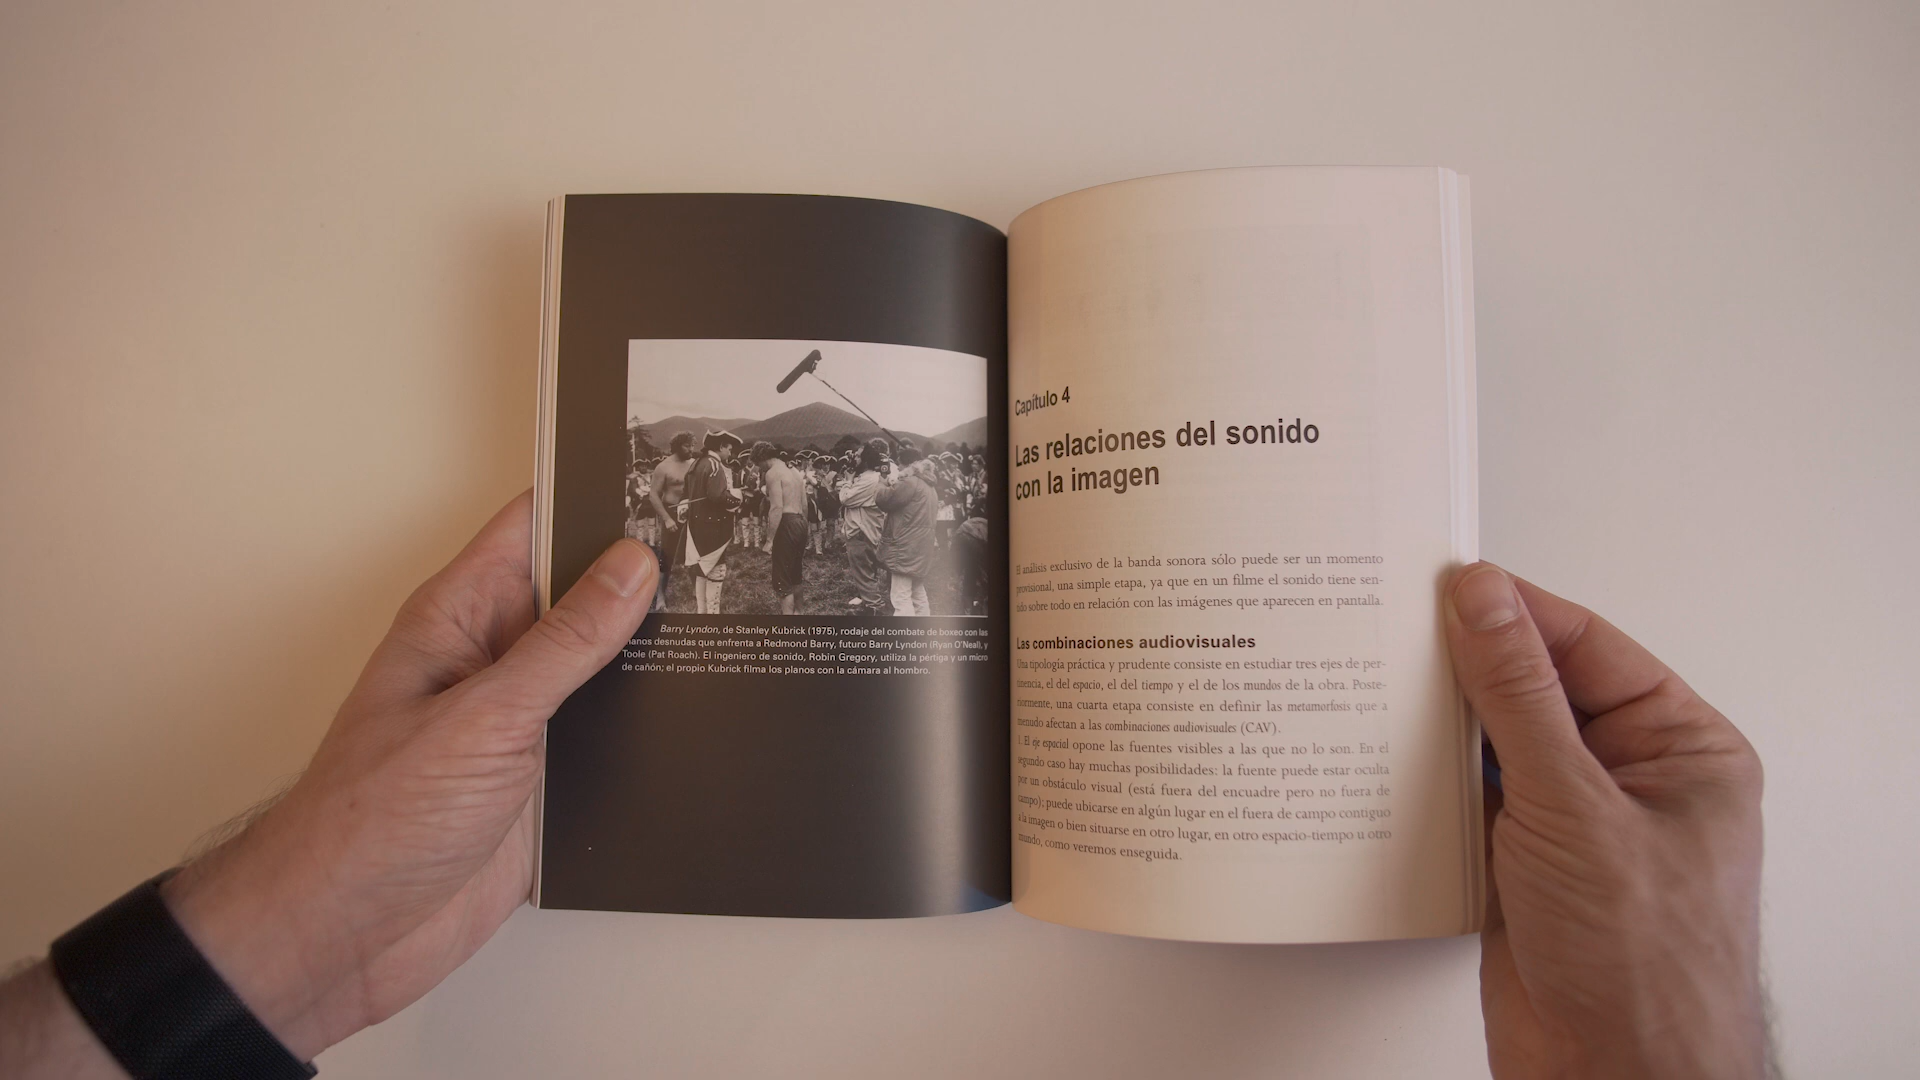 Barry Lyndon, de Stanley Kubrick (1975), rodaje del combate de boxeo con las
manos desnudas que enfrenta a Redmond Barry, futuro Barry Lyndon (Ryan O'Neal), y
Toole (Pat Roach). El ingeniero de sonido, Robin Gregory, utiliza la pértiga y un micro
de cañón; el propio Kubrick filma los planos con la cámara al hombro.
Capítulo 4
Las relaciones del sonido
con la imagen
El análisis exclusivo de la banda sonora sólo puede ser un momento
provisional, una simple etapa, ya que en un filme el sonido tiene sen-
tido sobre todo en relación con las imágenes que aparecen en pantalla.
Las combinaciones audiovisuales
Una tipología práctica y prudente consiste en estudiar tres ejes de per-
tinencia, el del espacio, el del tiempo y el de los mundos de la obra. Poste-
riormente, una cuarta etapa consiste en definir las metamorfosis que a
menudo afectan a las combinaciones audiovisuales (CAV).
1. El eje espacial opone las fuentes visibles a las que no lo son. En el
segundo caso hay muchas posibilidades: la fuente puede estar oculta
por un obstáculo visual (está fuera del encuadre pero no fuera de
campo); puede ubicarse en algún lugar en el fuera de campo contiguo
a la imagen o bien situarse en otro lugar, en otro espacio-tiempo u otro
mundo, como veremos enseguida.